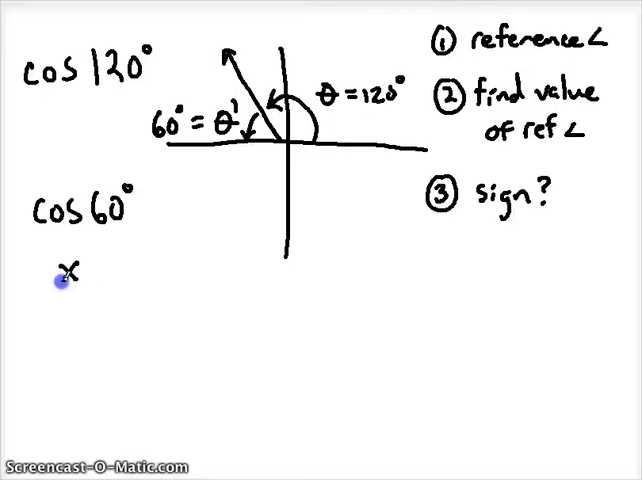 cos 120°
θ = 120°
60° = θ'
cos 60°
x
① reference∠
② find value
of ref ∠
③ sign?
Screencast-O-Matic.com